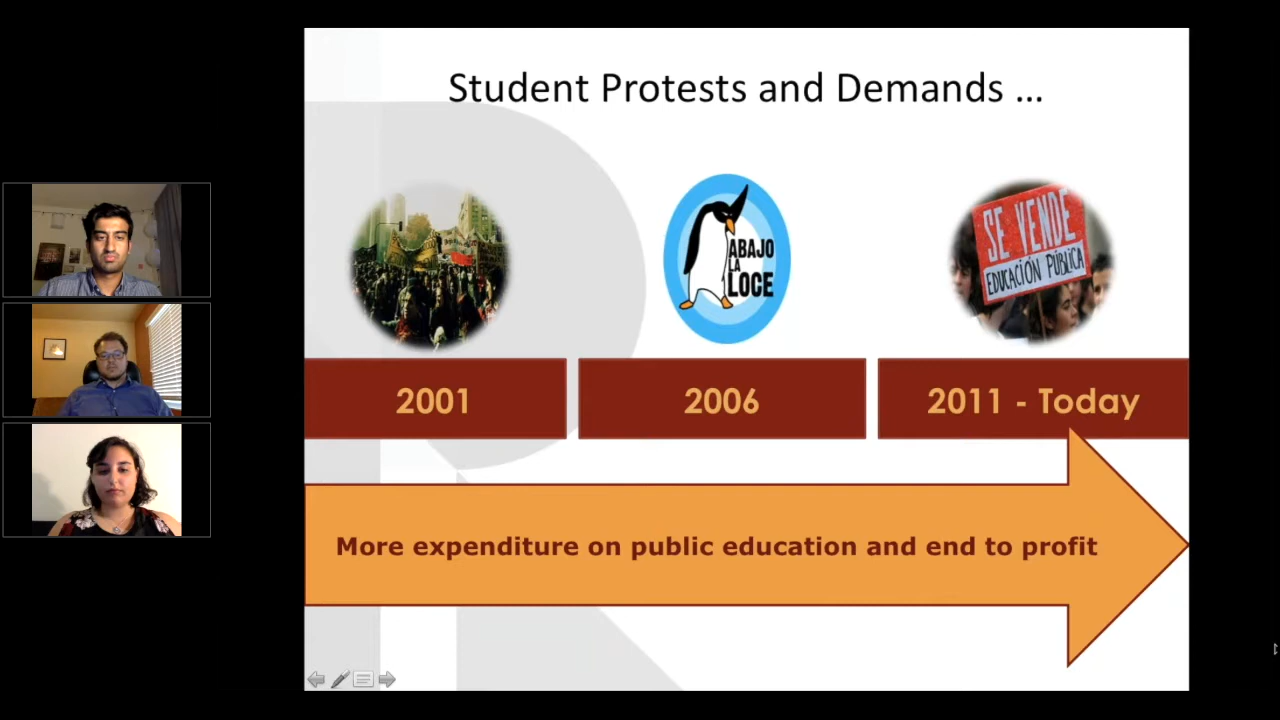 Student Protests and Demands ...
ABAJO
LA
LOCE
SE VENDE
EDUCACIÓN PÚBLICA
2001
2006
2011 - Today
More expenditure on public education and end to profit